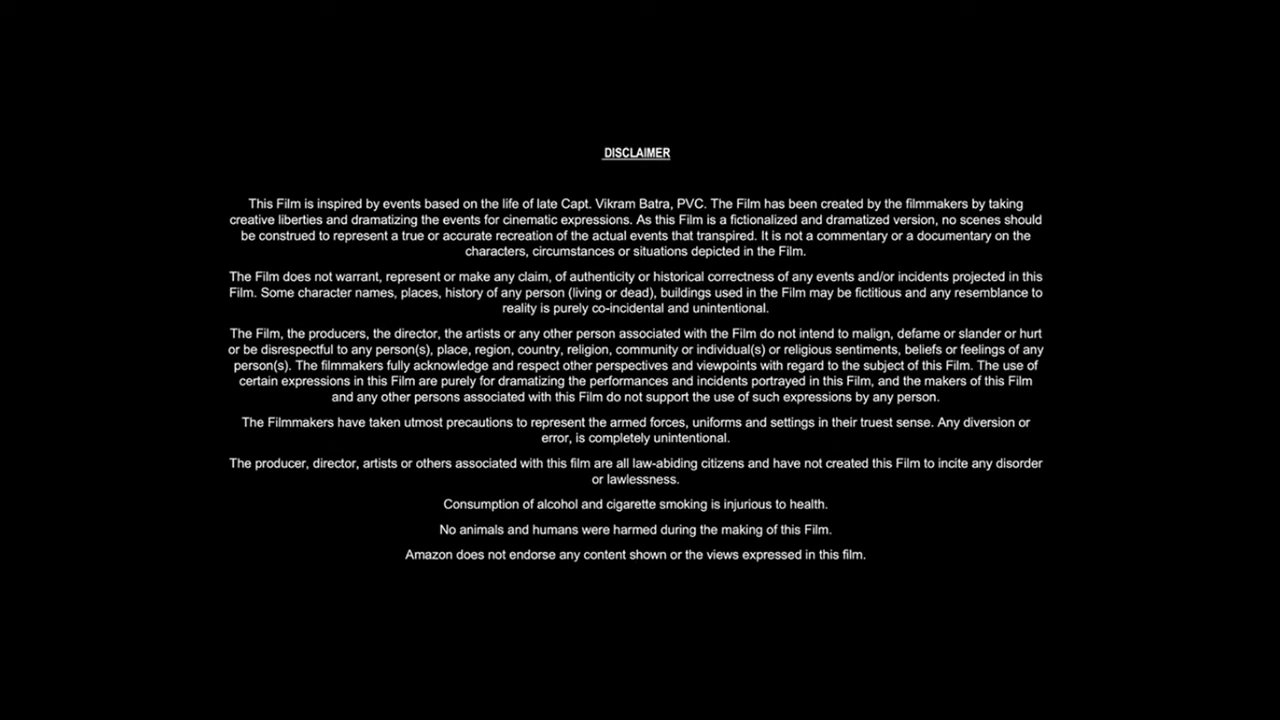 DISCLAIMER
This Film is inspired by events based on the life of late Capt. Vikram Batra, PVC. The Film has been created by the filmmakers by taking
creative liberties and dramatizing the events for cinematic expressions. As this Film is a fictionalized and dramatized version, no scenes should
be construed to represent a true or accurate recreation of the actual events that transpired. It is not a commentary or a documentary on the
characters, circumstances or situations depicted in the Film.
The Film does not warrant, represent or make any claim, of authenticity or historical correctness of any events and/or incidents projected in this
Film. Some character names, places, history of any person (living or dead), buildings used in the Film may be fictitious and any resemblance to
reality is purely co-incidental and unintentional.
The Film, the producers, the director, the artists or any other person associated with the Film do not intend to malign, defame or slander or hurt
or be disrespectful to any person(s), place, region, country, religion, community or individual(s) or religious sentiments, beliefs or feelings of any
person(s). The filmmakers fully acknowledge and respect other perspectives and viewpoints with regard to the subject of this Film. The use of
certain expressions in this Film are purely for dramatizing the performances and incidents portrayed in this Film, and the makers of this Film
and any other persons associated with this Film do not support the use of such expressions by any person.
The Filmmakers have taken utmost precautions to represent the armed forces, uniforms and settings in their truest sense. Any diversion or
error, is completely unintentional.
The producer, director, artists or others associated with this film are all law-abiding citizens and have not created this Film to incite any disorder
or lawlessness.
Consumption of alcohol and cigarette smoking is injurious to health.
No animals and humans were harmed during the making of this Film.
Amazon does not endorse any content shown or the views expressed in this film.